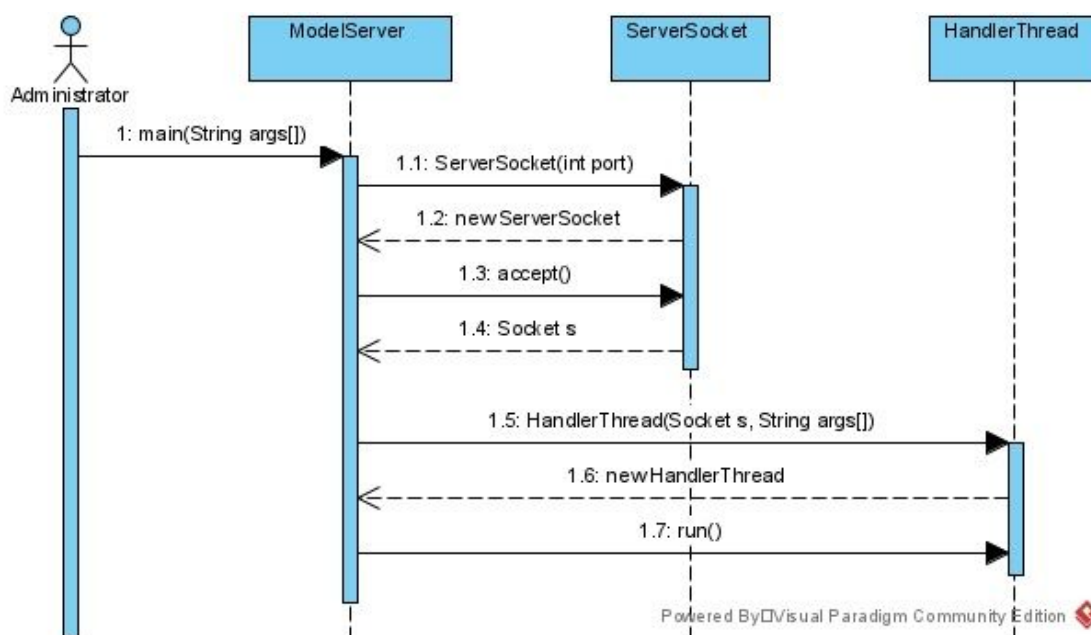 ModelServer
ServerSocket
HandlerThread
Administrator
1: main(String args[])
1.1: ServerSocket(int port)
1.2: newServerSocket
1.3: accept()
1.4: Socket s
1.5: HandlerThread(Socket s, String args[])
1.6: newHandlerThread
1.7: run()
Powered By□Visual Paradigm Community Edition